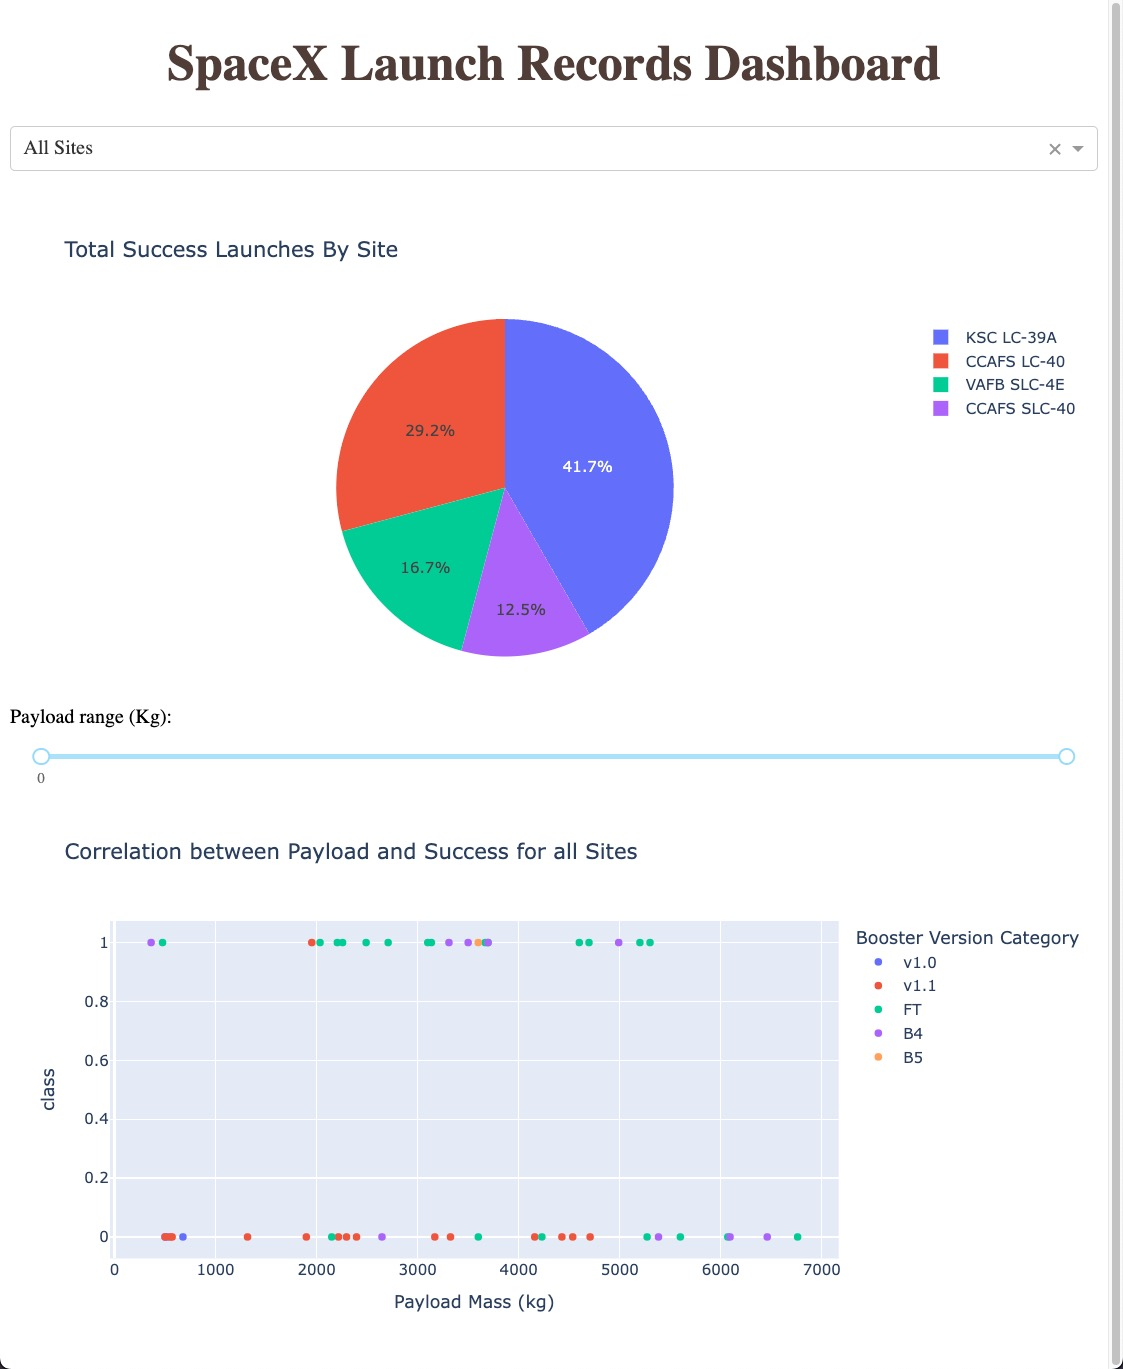 SpaceX Launch Records Dashboard
All Sites
Total Success Launches By Site
KSC LC-39A
CCAFS LC-40
VAFB SLC-4E
CCAFS SLC-40
29.2%
41.7%
16.7%
12.5%
Payload range (Kg):
0
Correlation between Payload and Success for all Sites
Booster Version Category
v1.0
v1.1
FT
B4
B5
class
1
0.8
0.6
0.4
0.2
0
0 1000 2000 3000 4000 5000 6000 7000
Payload Mass (kg)